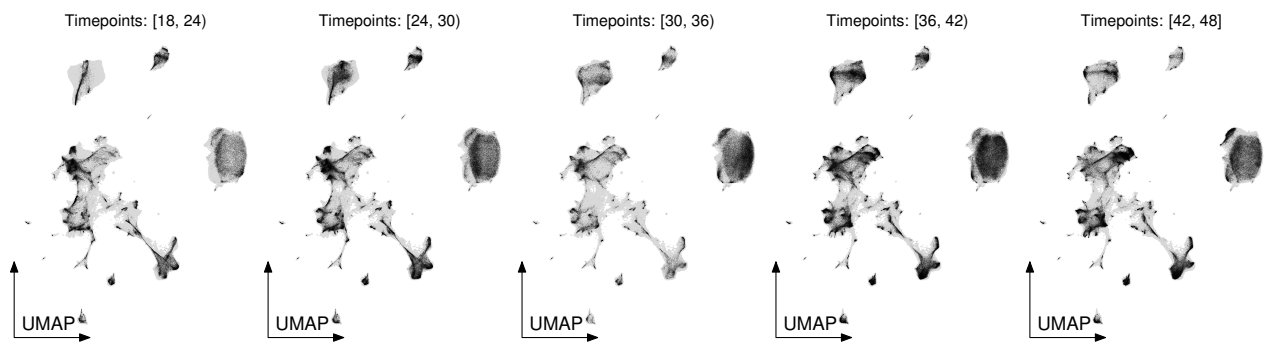 Timepoints: [18, 24)
Timepoints: [24, 30)
Timepoints: [30, 36)
Timepoints: [36, 42)
Timepoints: [42, 48]
UMAP
UMAP
UMAP
UMAP
UMAP